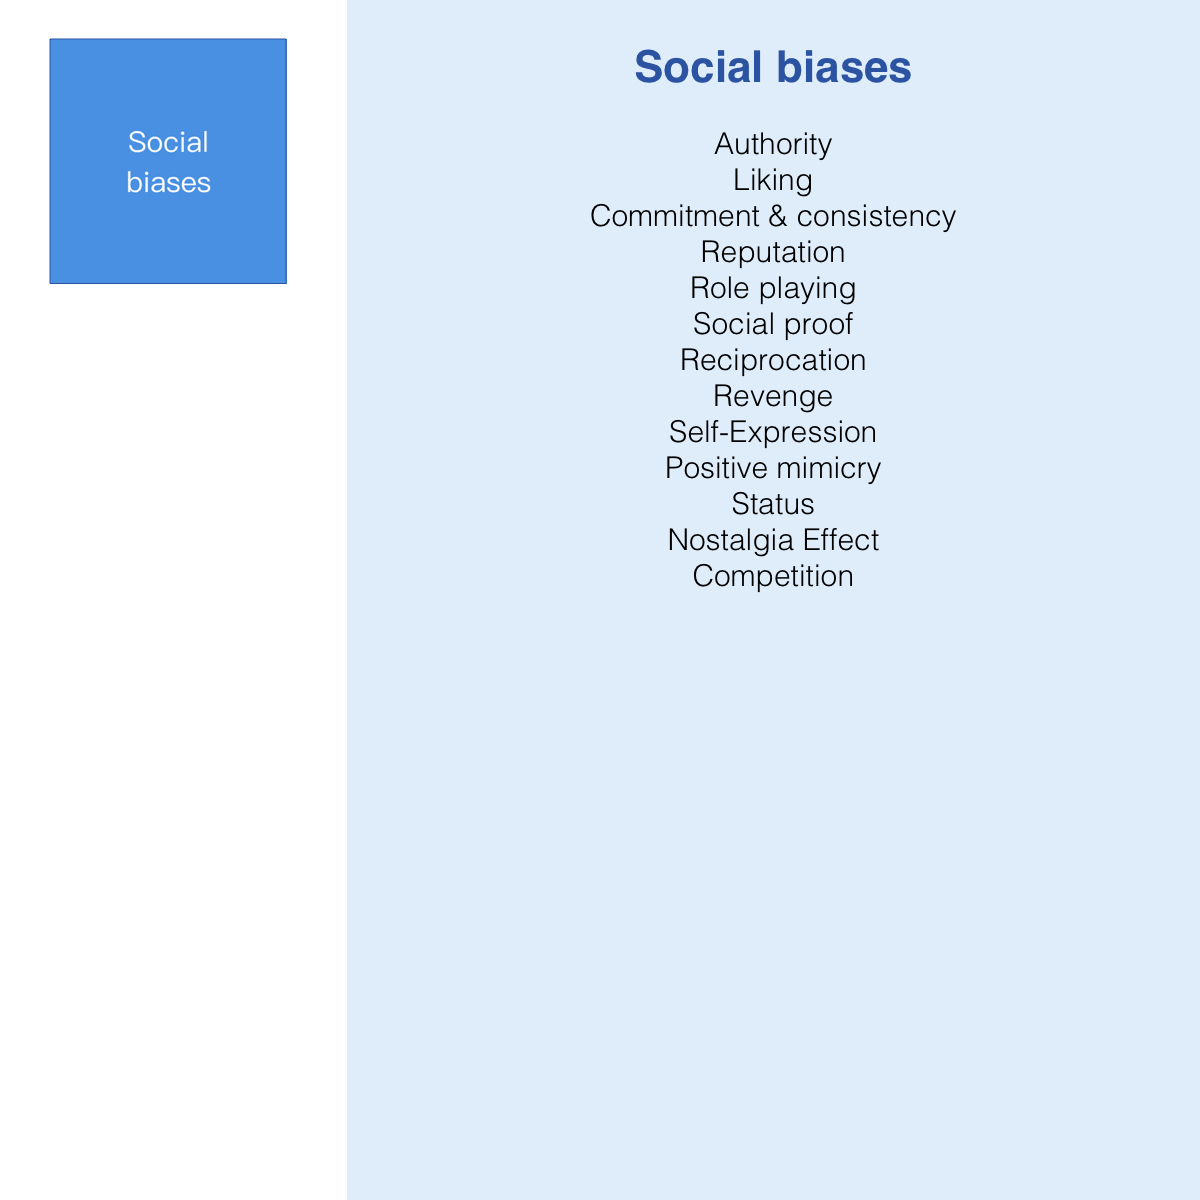 Social
biases
Social biases
Authority
Liking
Commitment & consistency
Reputation
Role playing
Social proof
Reciprocation
Revenge
Self-Expression
Positive mimicry
Status
Nostalgia Effect
Competition